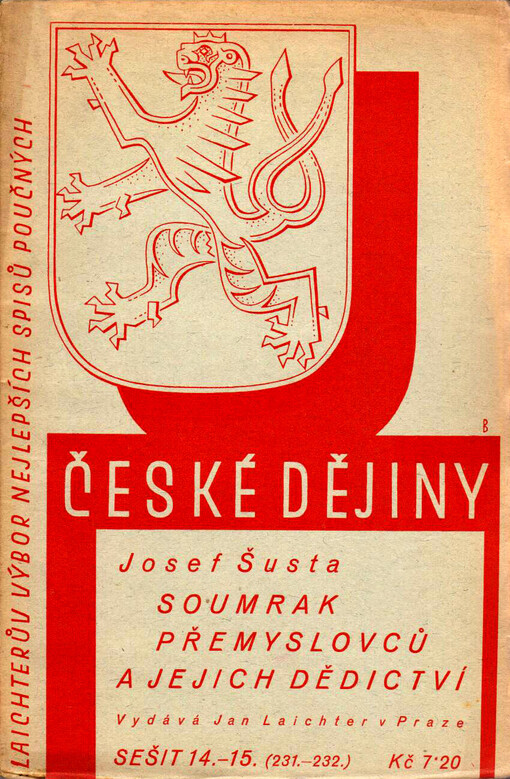 LAICHTERŮV VÝBOR NEJLEPŠÍCH SPISŮ POUČNÝCH
B
ČESKÉ DĚJINY
Josef Šusta
SOUMRAK
PŘEMYSLOVCŮ
A JEJICH DĚDICTVÍ
Vydává Jan Laichter v Praze
SEŠIT 14.-15. (231.-232.) Kč 7·20